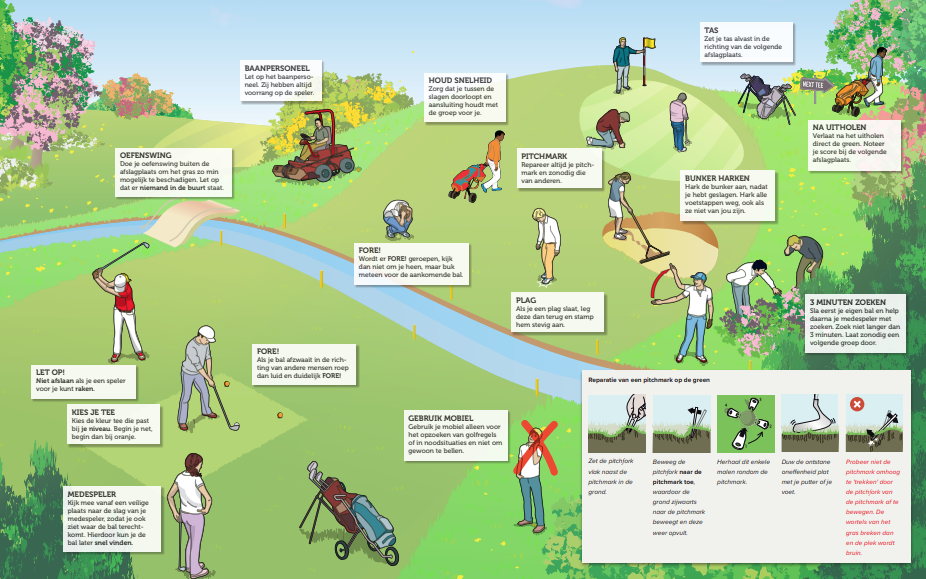 TAS
Zet je tas alvast in de
richting van de volgende
afslagplaats.
BAANPERSONEEL
Let op het baanperso-
neel. Zij hebben altijd
voorrang op de speler.
HOUD SNELHEID
Zorg dat je tussen de
slagen doorloopt en
aansluiting houdt met
de groep voor je.
NEXT TEE
NA UITHOLEN
Verlaat na het uitholen
direct de green. Noteer
je score bij de volgende
afslagplaats.
OEFENSWING
Doe je oefenswing buiten de
afslagplaats om het gras zo min
mogelijk te beschadigen. Let op
dat er niemand in de buurt staat.
PITCHMARK
Repareer altijd je pitch-
mark en zonodig die
van anderen.
BUNKER HARKEN
Hark de bunker aan, nadat
je hebt geslagen. Hark alle
voetstappen weg, ook als
ze niet van jou zijn.
FORE!
Wordt er FORE! geroepen, kijk
dan niet om je heen, maar buk
meteen voor de aankomende bal.
PLAG
Als je een plag slaat, leg
deze dan terug en stamp
hem stevig aan.
3 MINUTEN ZOEKEN
Sla eerst je eigen bal en help
daarna je medespeler met
zoeken. Zoek niet langer dan
3 minuten. Laat zonodig een
volgende groep door.
FORE!
Als je bal afzwaait in de rich-
ting van andere mensen roep
dan luid en duidelijk FORE!
LET OP!
Niet afslaan als je een speler
voor je kunt raken.
KIES JE TEE
Kies de kleur tee die past
bij je niveau. Begin je net,
begin dan bij oranje.
GEBRUIK MOBIEL
Gebruik je mobiel alleen voor
het opzoeken van golfregels
of in noodsituaties en niet om
gewoon te bellen.
MEDESPELER
Kijk mee vanaf een veilige
plaats naar de slag van je
medespeler, zodat je ook
ziet waar de bal terecht-
komt. Hierdoor kun je de
bal later snel vinden.
Reparatie van een pitchmark op de green
Zet de pitchfork
vlak naast de
pitchmark in de
grond.
Beweeg de
pitchfork naar de
pitchmark toe,
waardoor de
grond zijwaarts
naar de pitchmark
beweegt en deze
weer opvult.
Herhaal dit enkele
malen rondom de
pitchmark.
Duw de ontstane
oneffenheid plat
met je putter of je
voet.
Probeer niet de
pitchmark omhoog
te 'trekken' door
de pitchfork van
de pitchmark af te
bewegen. De
wortels van het
gras breken dan
en de plek wordt
bruin.